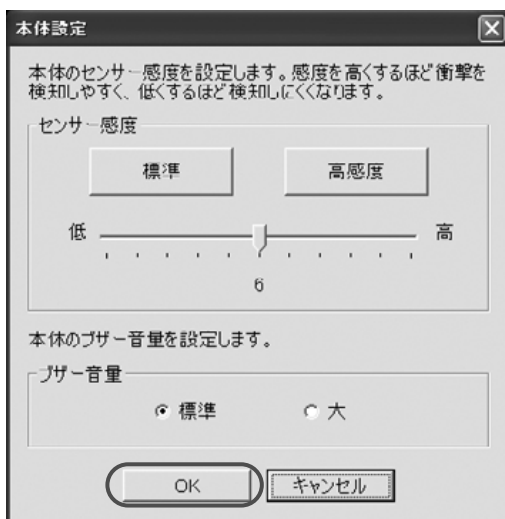 本体設定
本体のセンサー感度を設定します。感度を高くするほど衝撃を
検知しやすく、低くするほど検知しにくくなります。
センサー感度
標準 高感度
低 高
6
本体のブザー音量を設定します。
ブザー音量
標準 大
OK キャンセル